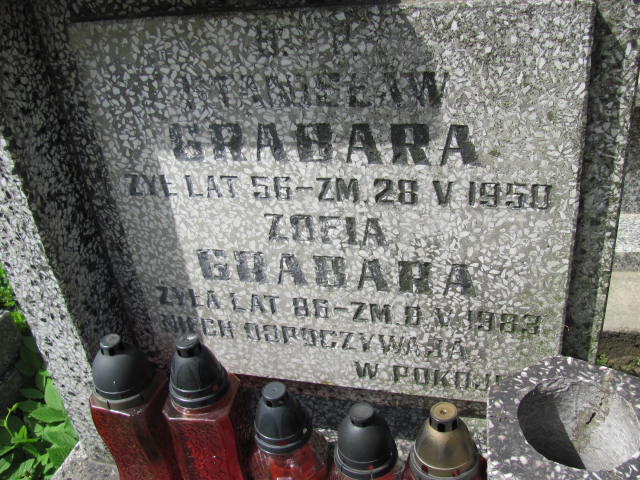 STANISŁAW
GRABARA
ŻYŁ LAT 56-ZM. 28 V 1950
ZOFIA
GRABARA
ŻYŁA LAT 86-ZM. 8 V 1983
NIECH ODPOCZYWAJĄ
W POKOJU